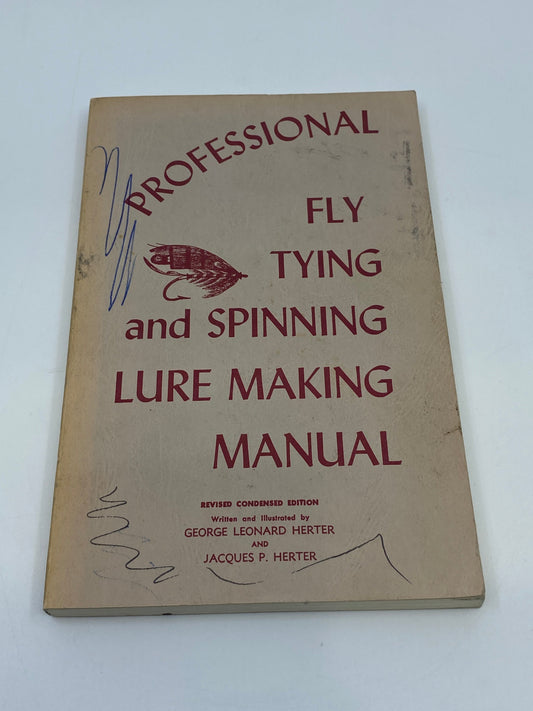 PROFESSIONAL
FLY
TYING
and SPINNING
LURE MAKING
MANUAL
REVISED CONDENSED EDITION
Written and Illustrated by
GEORGE LEONARD HERTER
AND
JACQUES P. HERTER